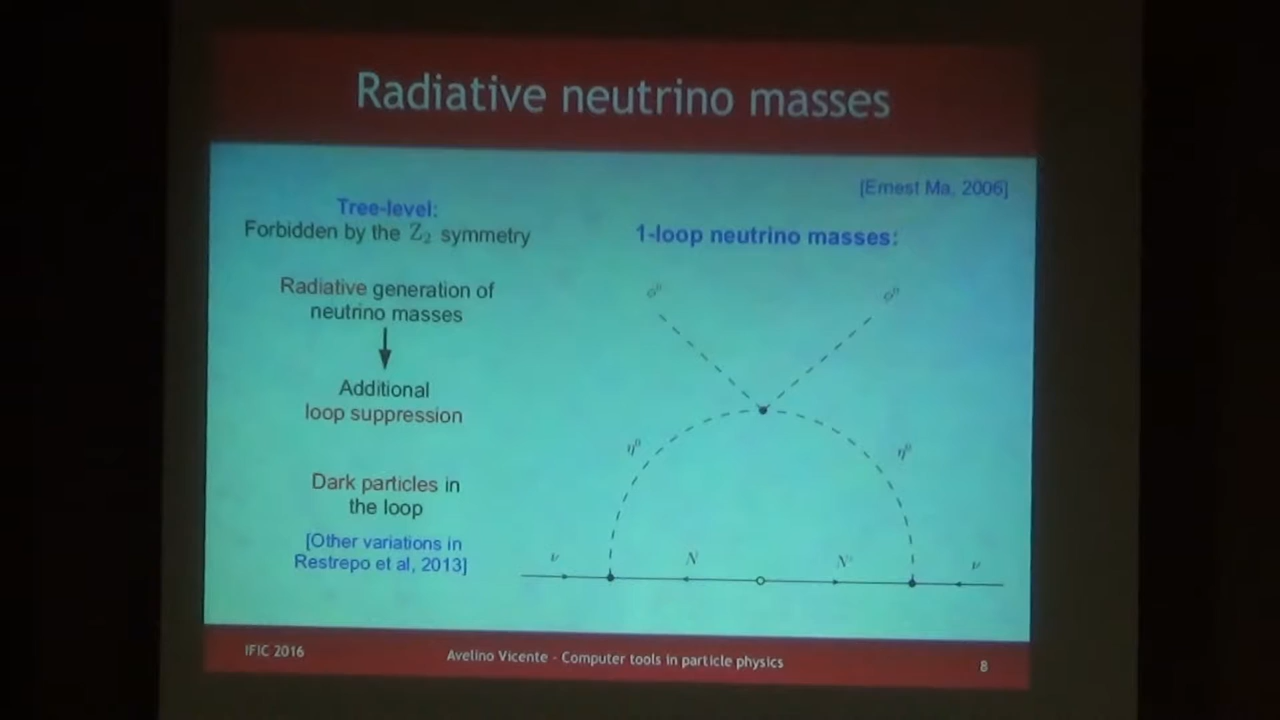 Radiative neutrino masses
[Ernest Ma, 2006]
Tree-level:
Forbidden by the ℤ₂ symmetry
1-loop neutrino masses:
Radiative generation of
neutrino masses
Additional
loop suppression
Dark particles in
the loop
[Other variations in
Restrepo et al, 2013]
η⁰ η⁰
ν N ν
IFIC 2016
Avelino Vicente - Computer tools in particle physics
8